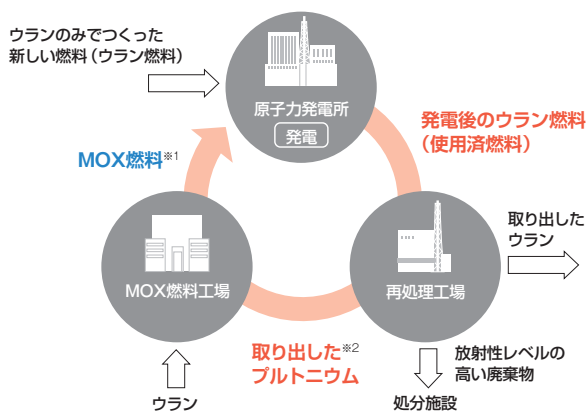 ウランのみでつくった
新しい燃料（ウラン燃料）
原子力発電所
発電
発電後のウラン燃料
（使用済燃料）
MOX燃料※1
取り出した
ウラン
MOX燃料工場
再処理工場
取り出した※2
プルトニウム
放射性レベルの
高い廃棄物
ウラン
処分施設